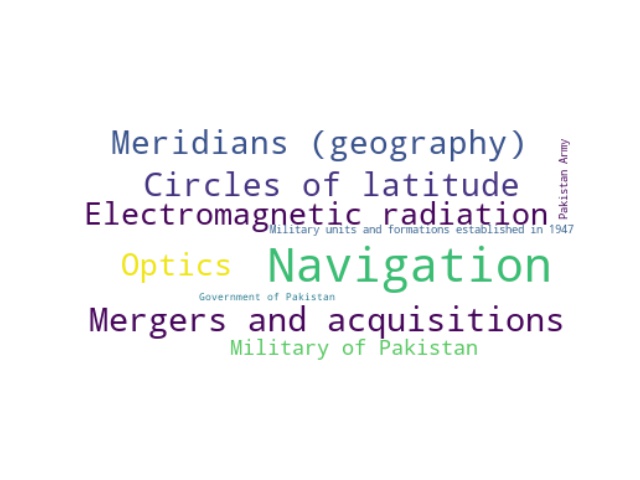 Meridians (geography)
Pakistan Army
Circles of latitude
Electromagnetic radiation
Military units and formations established in 1947
Optics
Navigation
Government of Pakistan
Mergers and acquisitions
Military of Pakistan